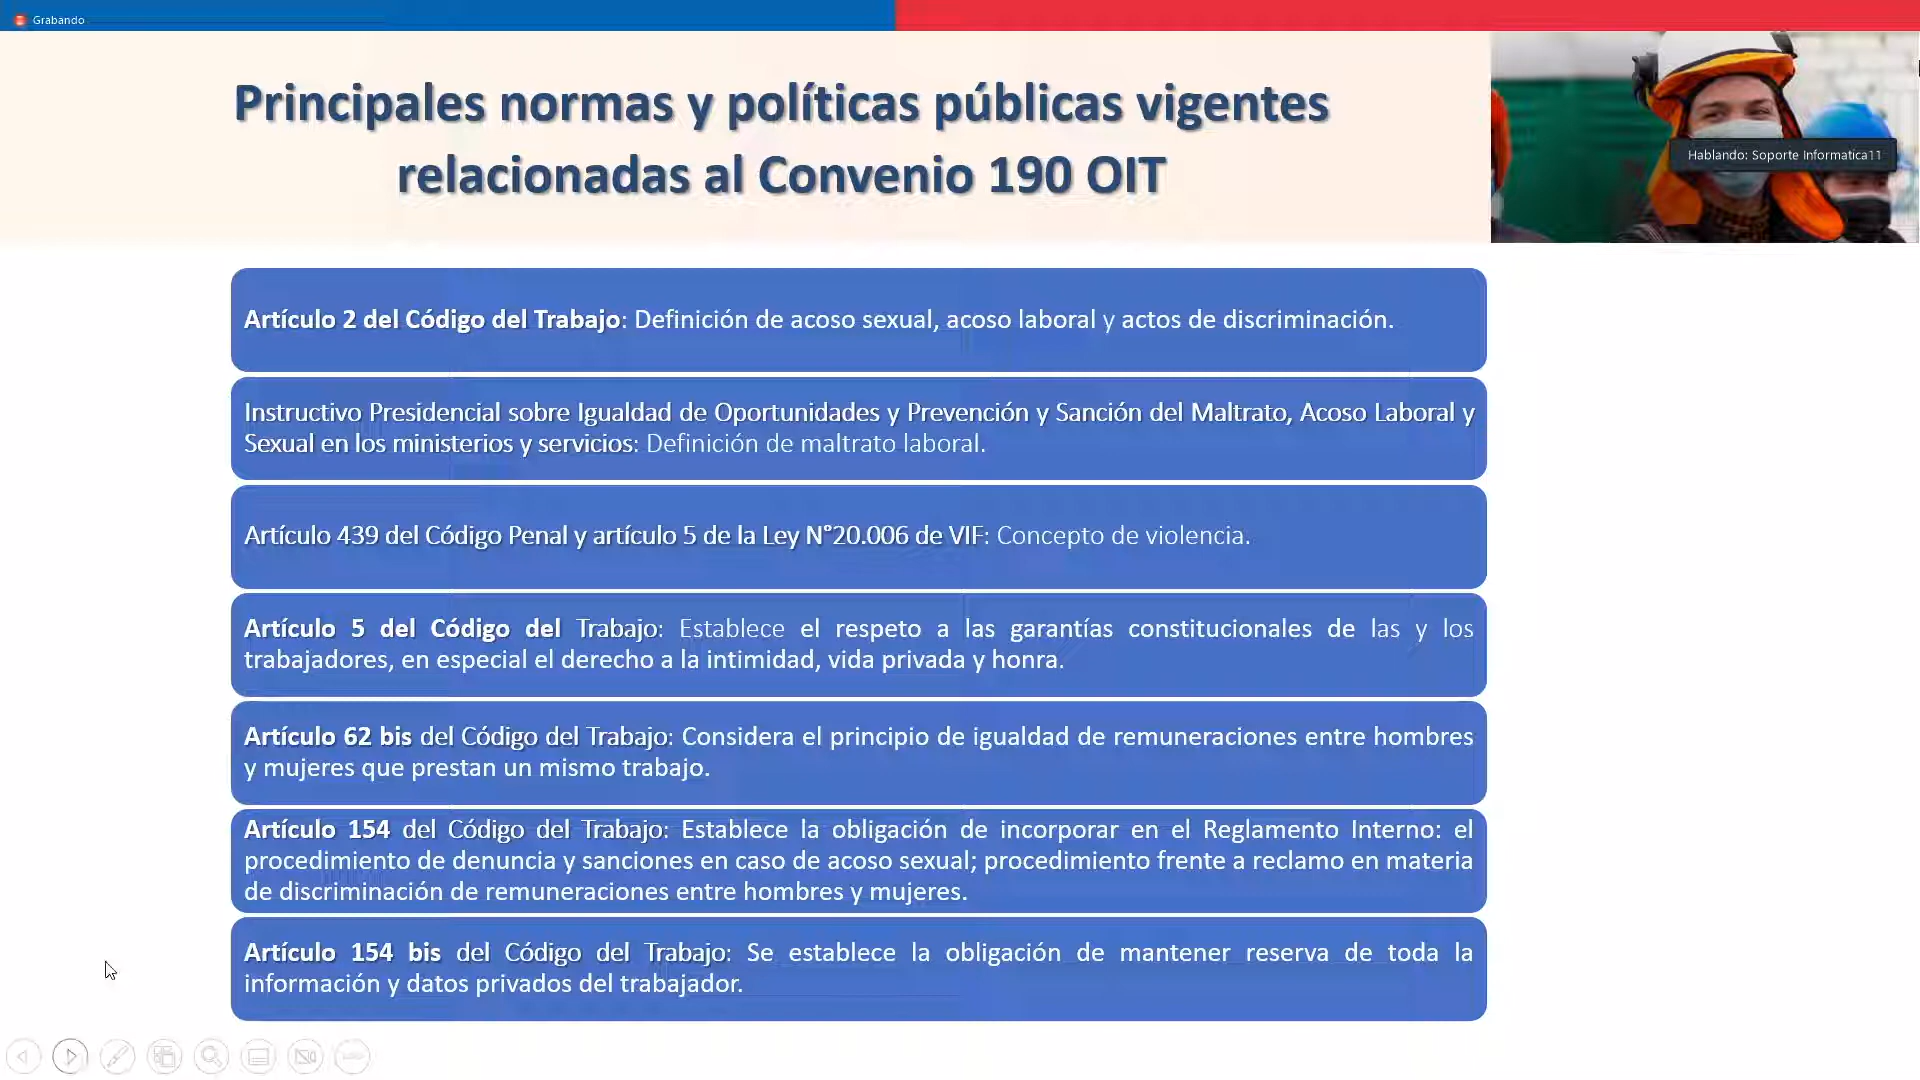 Grabando
Principales normas y políticas públicas vigentes
relacionadas al Convenio 190 OIT
Hablando: Soporte Informatica11
Artículo 2 del Código del Trabajo: Definición de acoso sexual, acoso laboral y actos de discriminación.
Instructivo Presidencial sobre Igualdad de Oportunidades y Prevención y Sanción del Maltrato, Acoso Laboral y
Sexual en los ministerios y servicios: Definición de maltrato laboral.
Artículo 439 del Código Penal y artículo 5 de la Ley N°20.006 de VIF: Concepto de violencia.
Artículo 5 del Código del Trabajo: Establece el respeto a las garantías constitucionales de las y los
trabajadores, en especial el derecho a la intimidad, vida privada y honra.
Artículo 62 bis del Código del Trabajo: Considera el principio de igualdad de remuneraciones entre hombres
y mujeres que prestan un mismo trabajo.
Artículo 154 del Código del Trabajo: Establece la obligación de incorporar en el Reglamento Interno: el
procedimiento de denuncia y sanciones en caso de acoso sexual; procedimiento frente a reclamo en materia
de discriminación de remuneraciones entre hombres y mujeres.
Artículo 154 bis del Código del Trabajo: Se establece la obligación de mantener reserva de toda la
información y datos privados del trabajador.